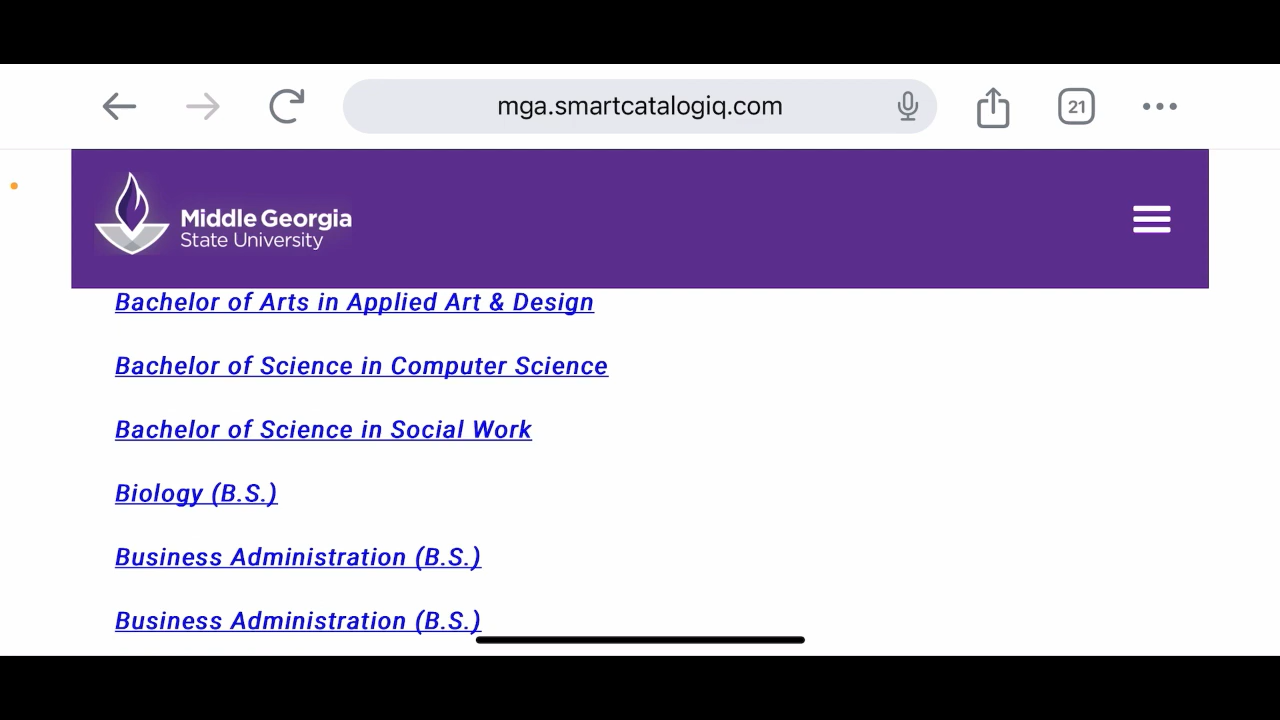 mga.smartcatalogiq.com
21
Middle Georgia
State University
Bachelor of Arts in Applied Art & Design
Bachelor of Science in Computer Science
Bachelor of Science in Social Work
Biology (B.S.)
Business Administration (B.S.)
Business Administration (B.S.)